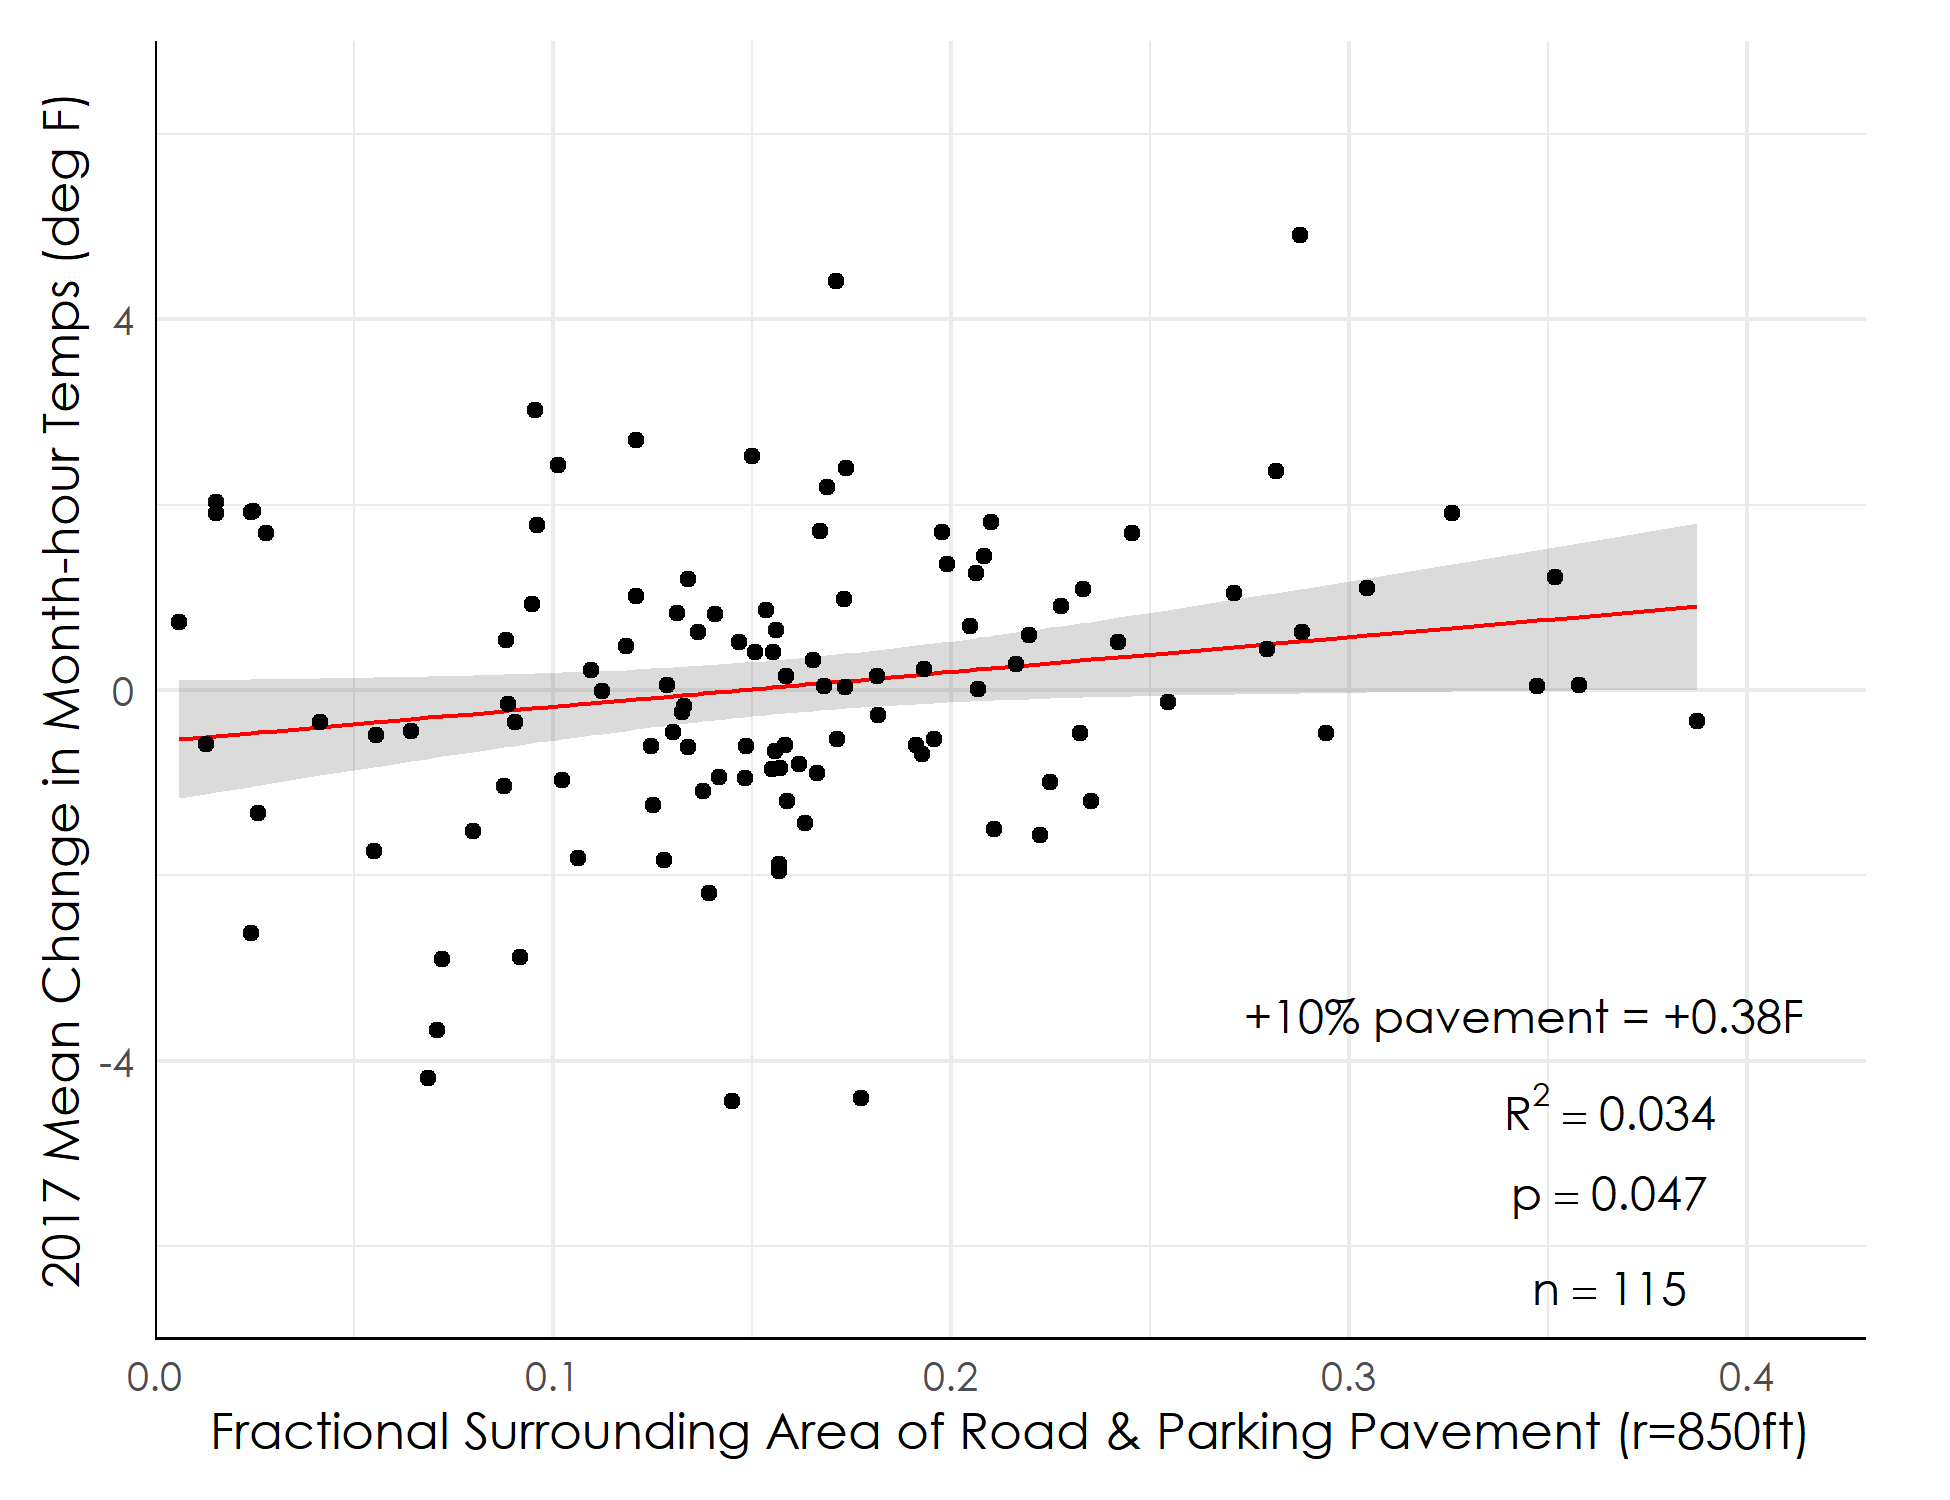 2017 Mean Change in Month-hour Temps (deg F)
4
0
-4
+10% pavement = +0.38F
R² = 0.034
p = 0.047
n = 115
0.0 0.1 0.2 0.3 0.4
Fractional Surrounding Area of Road & Parking Pavement (r=850ft)